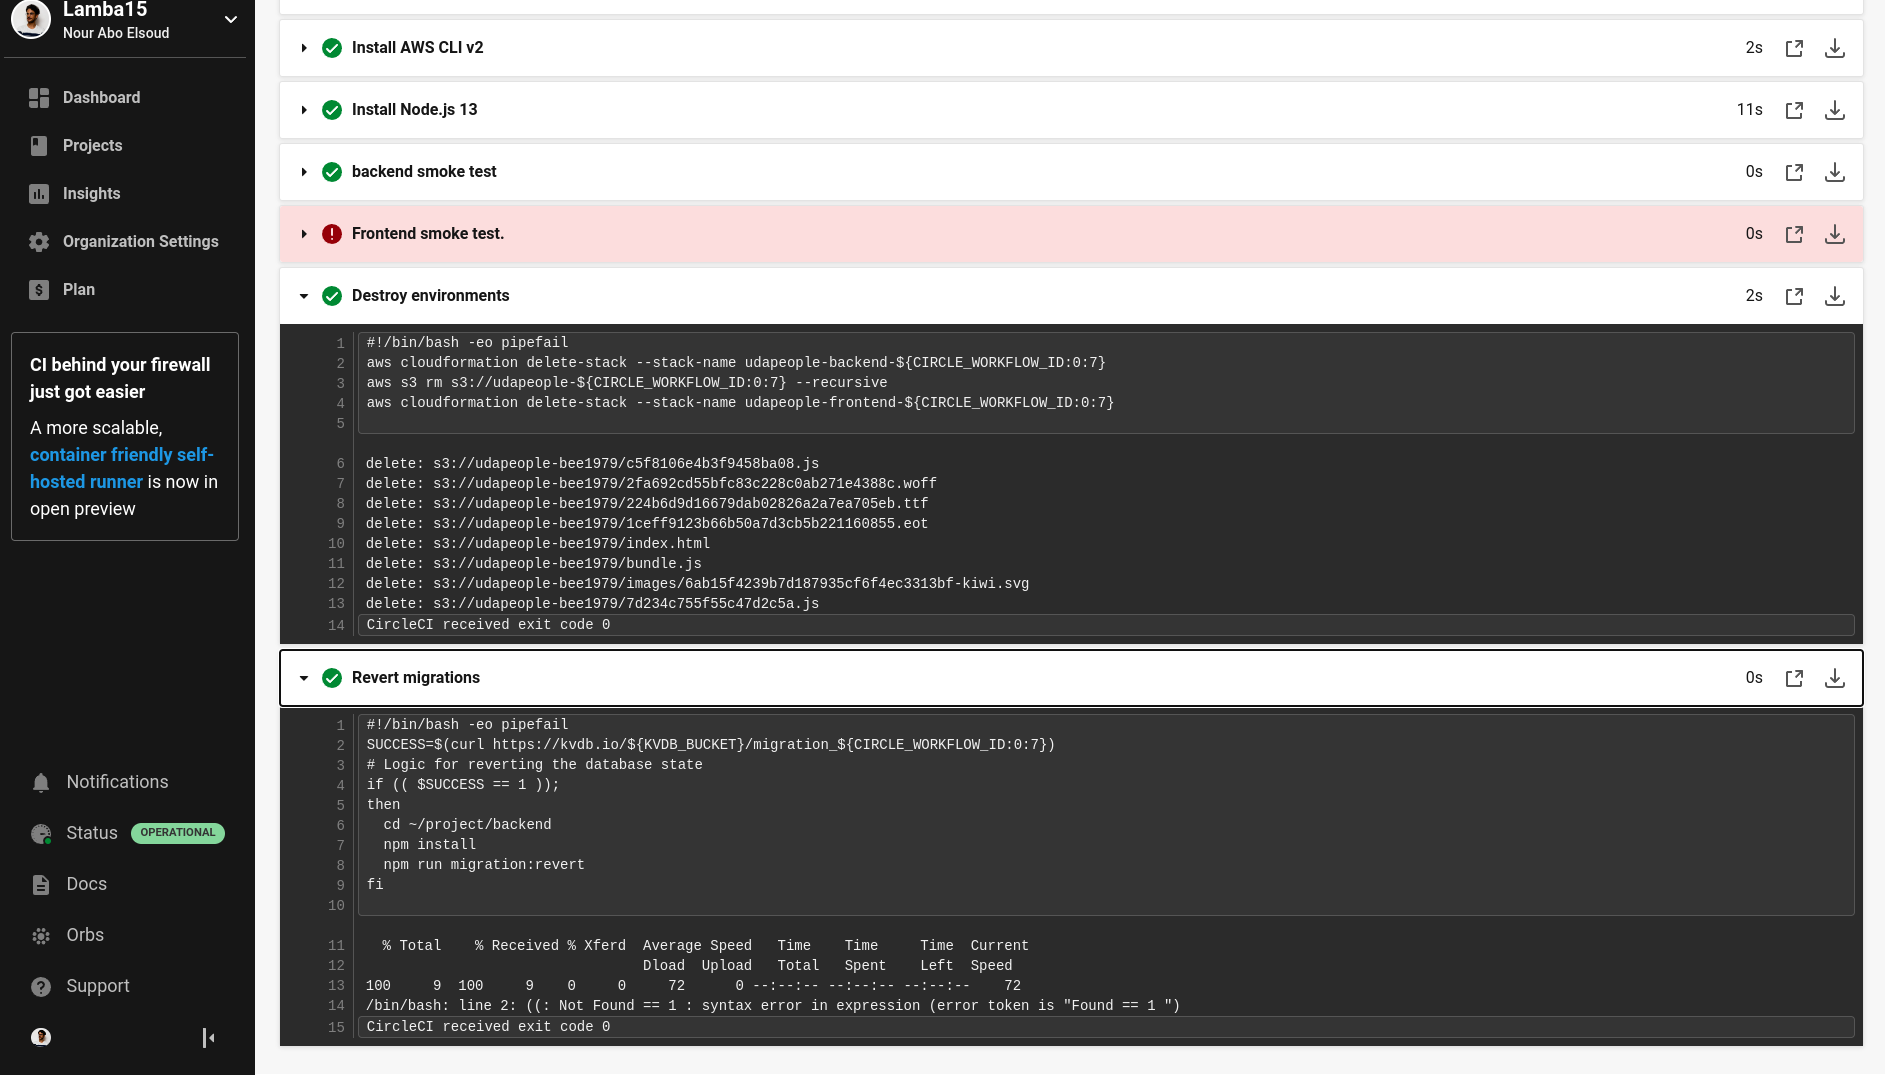 Lamba15
Nour Abo Elsoud
Dashboard
Projects
Insights
Organization Settings
$ Plan
CI behind your firewall
just got easier
A more scalable,
container friendly self-
hosted runner is now in
open preview
Notifications
Status OPERATIONAL
Docs
Orbs
? Support
Install AWS CLI v2 2s
Install Node.js 13 11s
backend smoke test 0s
! Frontend smoke test. 0s
Destroy environments 2s
1 #!/bin/bash -eo pipefail
2 aws cloudformation delete-stack --stack-name udapeople-backend-${CIRCLE_WORKFLOW_ID:0:7}
3 aws s3 rm s3://udapeople-${CIRCLE_WORKFLOW_ID:0:7} --recursive
4 aws cloudformation delete-stack --stack-name udapeople-frontend-${CIRCLE_WORKFLOW_ID:0:7}
5
6 delete: s3://udapeople-bee1979/c5f8106e4b3f9458ba08.js
7 delete: s3://udapeople-bee1979/2fa692cd55bfc83c228c0ab271e4388c.woff
8 delete: s3://udapeople-bee1979/224b6d9d16679dab02826a2a7ea705eb.ttf
9 delete: s3://udapeople-bee1979/1ceff9123b66b50a7d3cb5b221160855.eot
10 delete: s3://udapeople-bee1979/index.html
11 delete: s3://udapeople-bee1979/bundle.js
12 delete: s3://udapeople-bee1979/images/6ab15f4239b7d187935cf6f4ec3313bf-kiwi.svg
13 delete: s3://udapeople-bee1979/7d234c755f55c47d2c5a.js
14 CircleCI received exit code 0
Revert migrations 0s
1 #!/bin/bash -eo pipefail
2 SUCCESS=$(curl https://kvdb.io/${KVDB_BUCKET}/migration_${CIRCLE_WORKFLOW_ID:0:7})
3 # Logic for reverting the database state
4 if (( $SUCCESS == 1 ));
5 then
6   cd ~/project/backend
7   npm install
8   npm run migration:revert
9 fi
10
11   % Total    % Received % Xferd  Average Speed   Time    Time     Time  Current
12                                  Dload  Upload   Total   Spent    Left  Speed
13 100     9  100     9    0     0     72      0 --:--:-- --:--:-- --:--:--    72
14 /bin/bash: line 2: ((: Not Found == 1 : syntax error in expression (error token is "Found == 1 ")
15 CircleCI received exit code 0